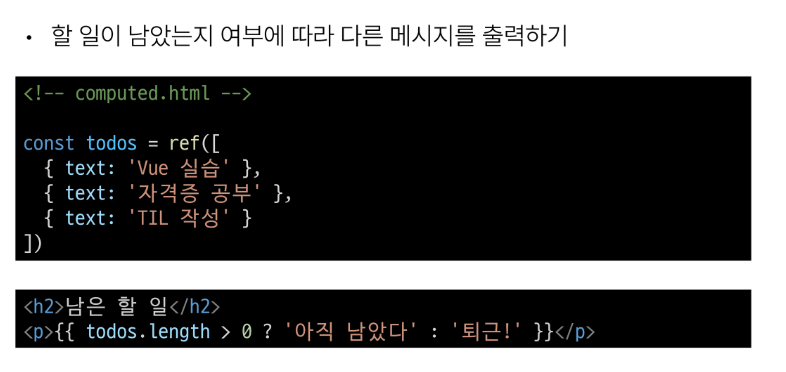 • 할 일이 남았는지 여부에 따라 다른 메시지를 출력하기
<!-- computed.html -->
const todos = ref([
  { text: 'Vue 실습' },
  { text: '자격증 공부' },
  { text: 'TIL 작성' }
])
<h2>남은 할 일</h2>
<p>{{ todos.length > 0 ? '아직 남았다' : '퇴근!' }}</p>